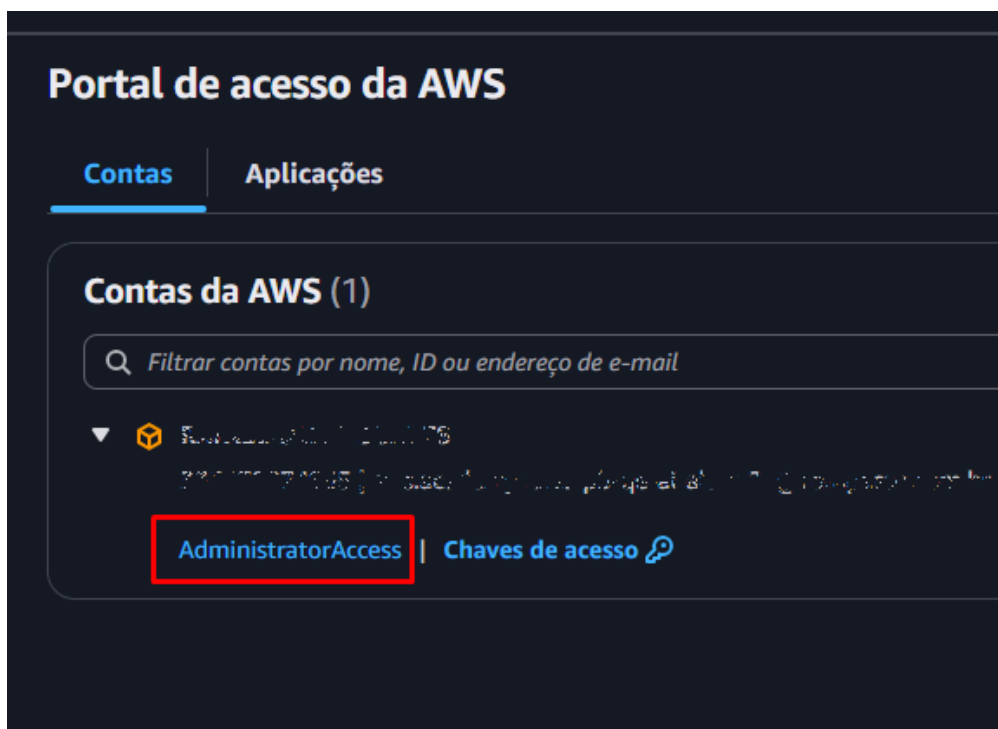 Portal de acesso da AWS
Contas
Aplicações
Contas da AWS (1)
Filtrar contas por nome, ID ou endereço de e-mail
AdministratorAccess | Chaves de acesso